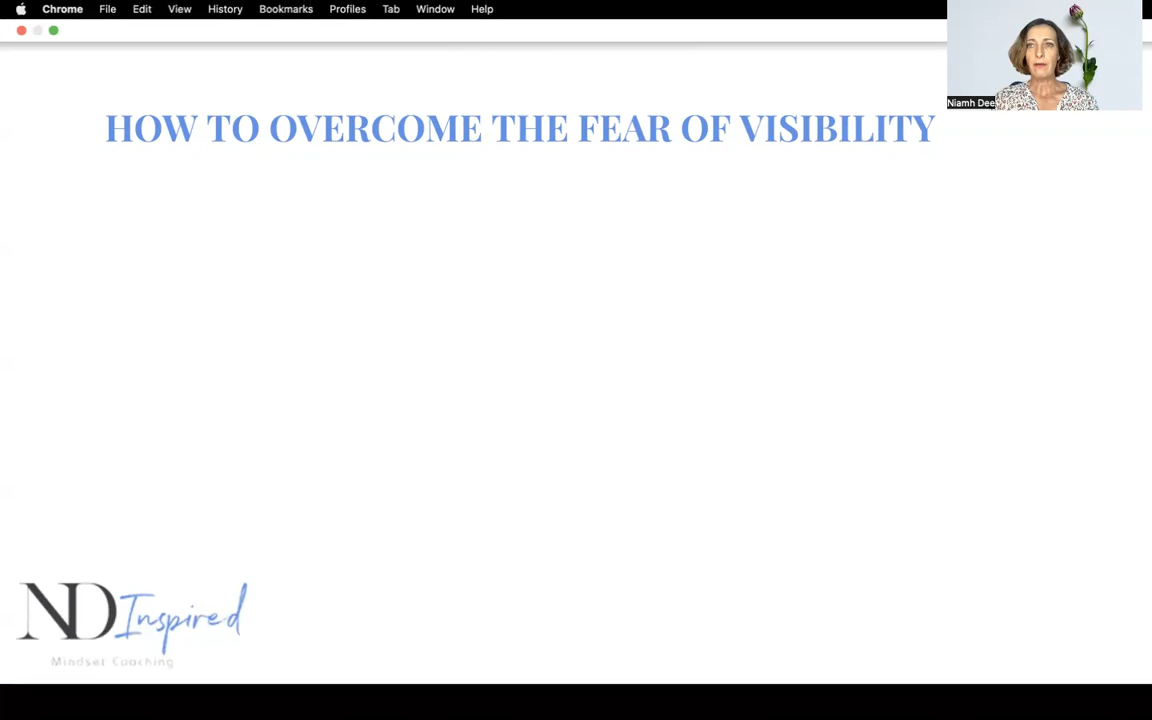 Chrome File Edit View History Bookmarks Profiles Tab Window Help
Niamh Dee
HOW TO OVERCOME THE FEAR OF VISIBILITY
ND Inspired
Mindset Coaching